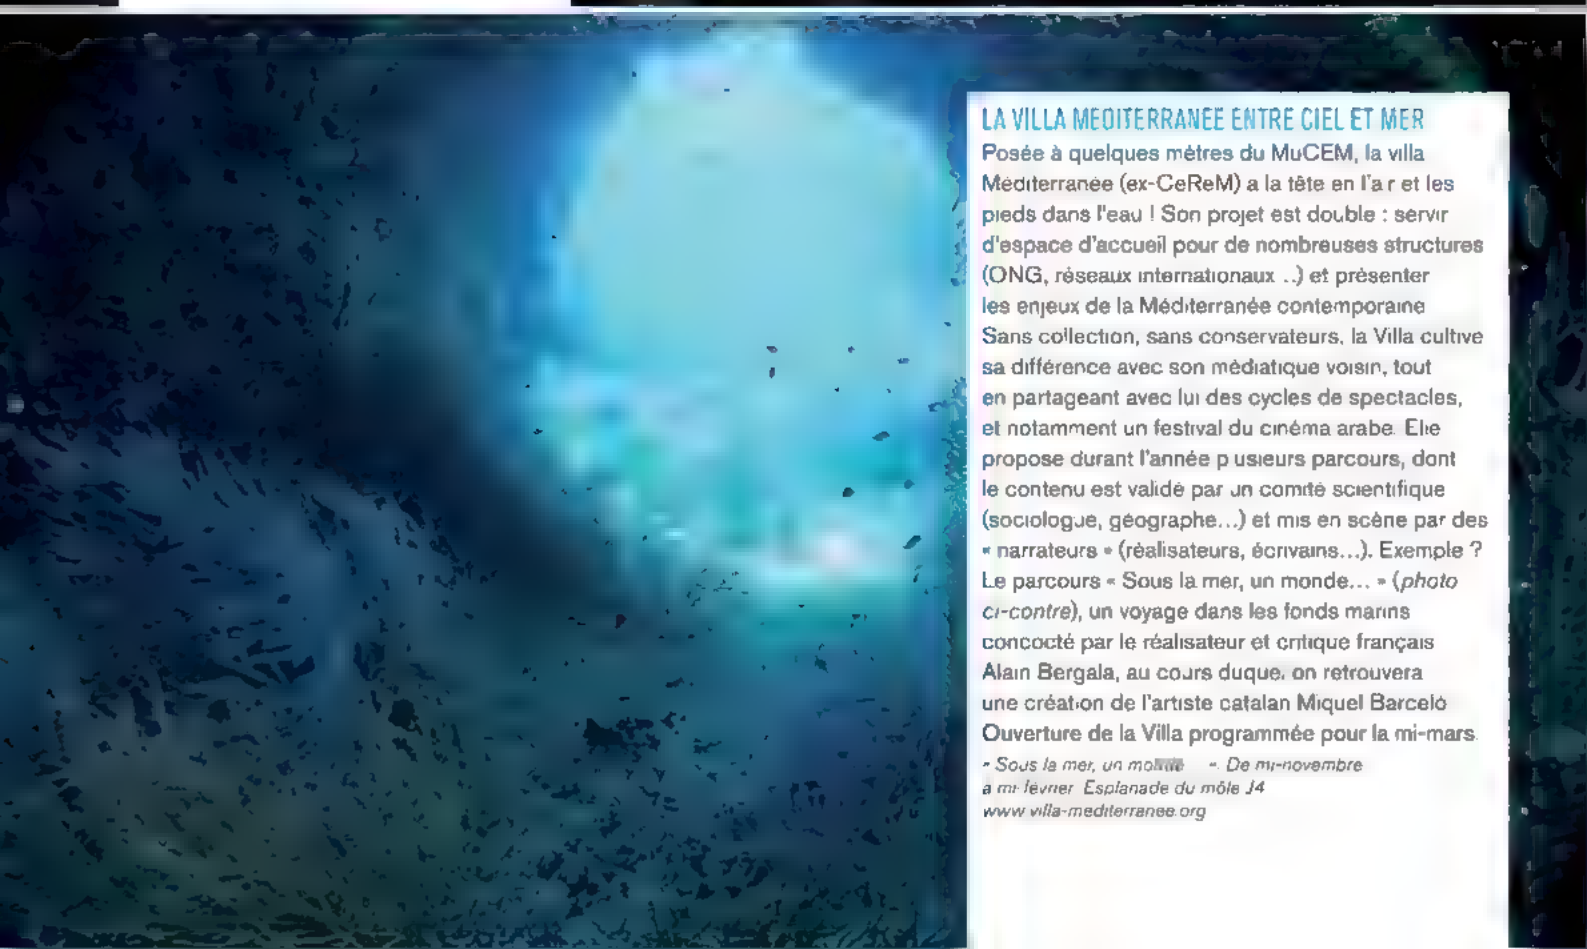 LA VILLA MEDITERRANEE ENTRE CIEL ET MER
Posée à quelques mètres du MuCEM, la villa
Méditerranée (ex-CeReM) a la tête en l'air et les
pieds dans l'eau ! Son projet est double : servir
d'espace d'accueil pour de nombreuses structures
(ONG, réseaux internationaux...) et présenter
les enjeux de la Méditerranée contemporaine
Sans collection, sans conservateurs, la Villa cultive
sa différence avec son médiatique voisin, tout
en partageant avec lui des cycles de spectacles,
et notamment un festival du cinéma arabe. Elle
propose durant l'année plusieurs parcours, dont
le contenu est validé par un comité scientifique
(sociologue, géographe...) et mis en scène par des
« narrateurs » (réalisateurs, écrivains...). Exemple ?
Le parcours « Sous la mer, un monde... » (photo
ci-contre), un voyage dans les fonds marins
concocté par le réalisateur et critique français
Alain Bergala, au cours duquel on retrouvera
une création de l'artiste catalan Miquel Barceló
Ouverture de la Villa programmée pour la mi-mars.
« Sous la mer, un monde... ». De mi-novembre
à mi-février Esplanade du môle J4
www.villa-mediterranee.org